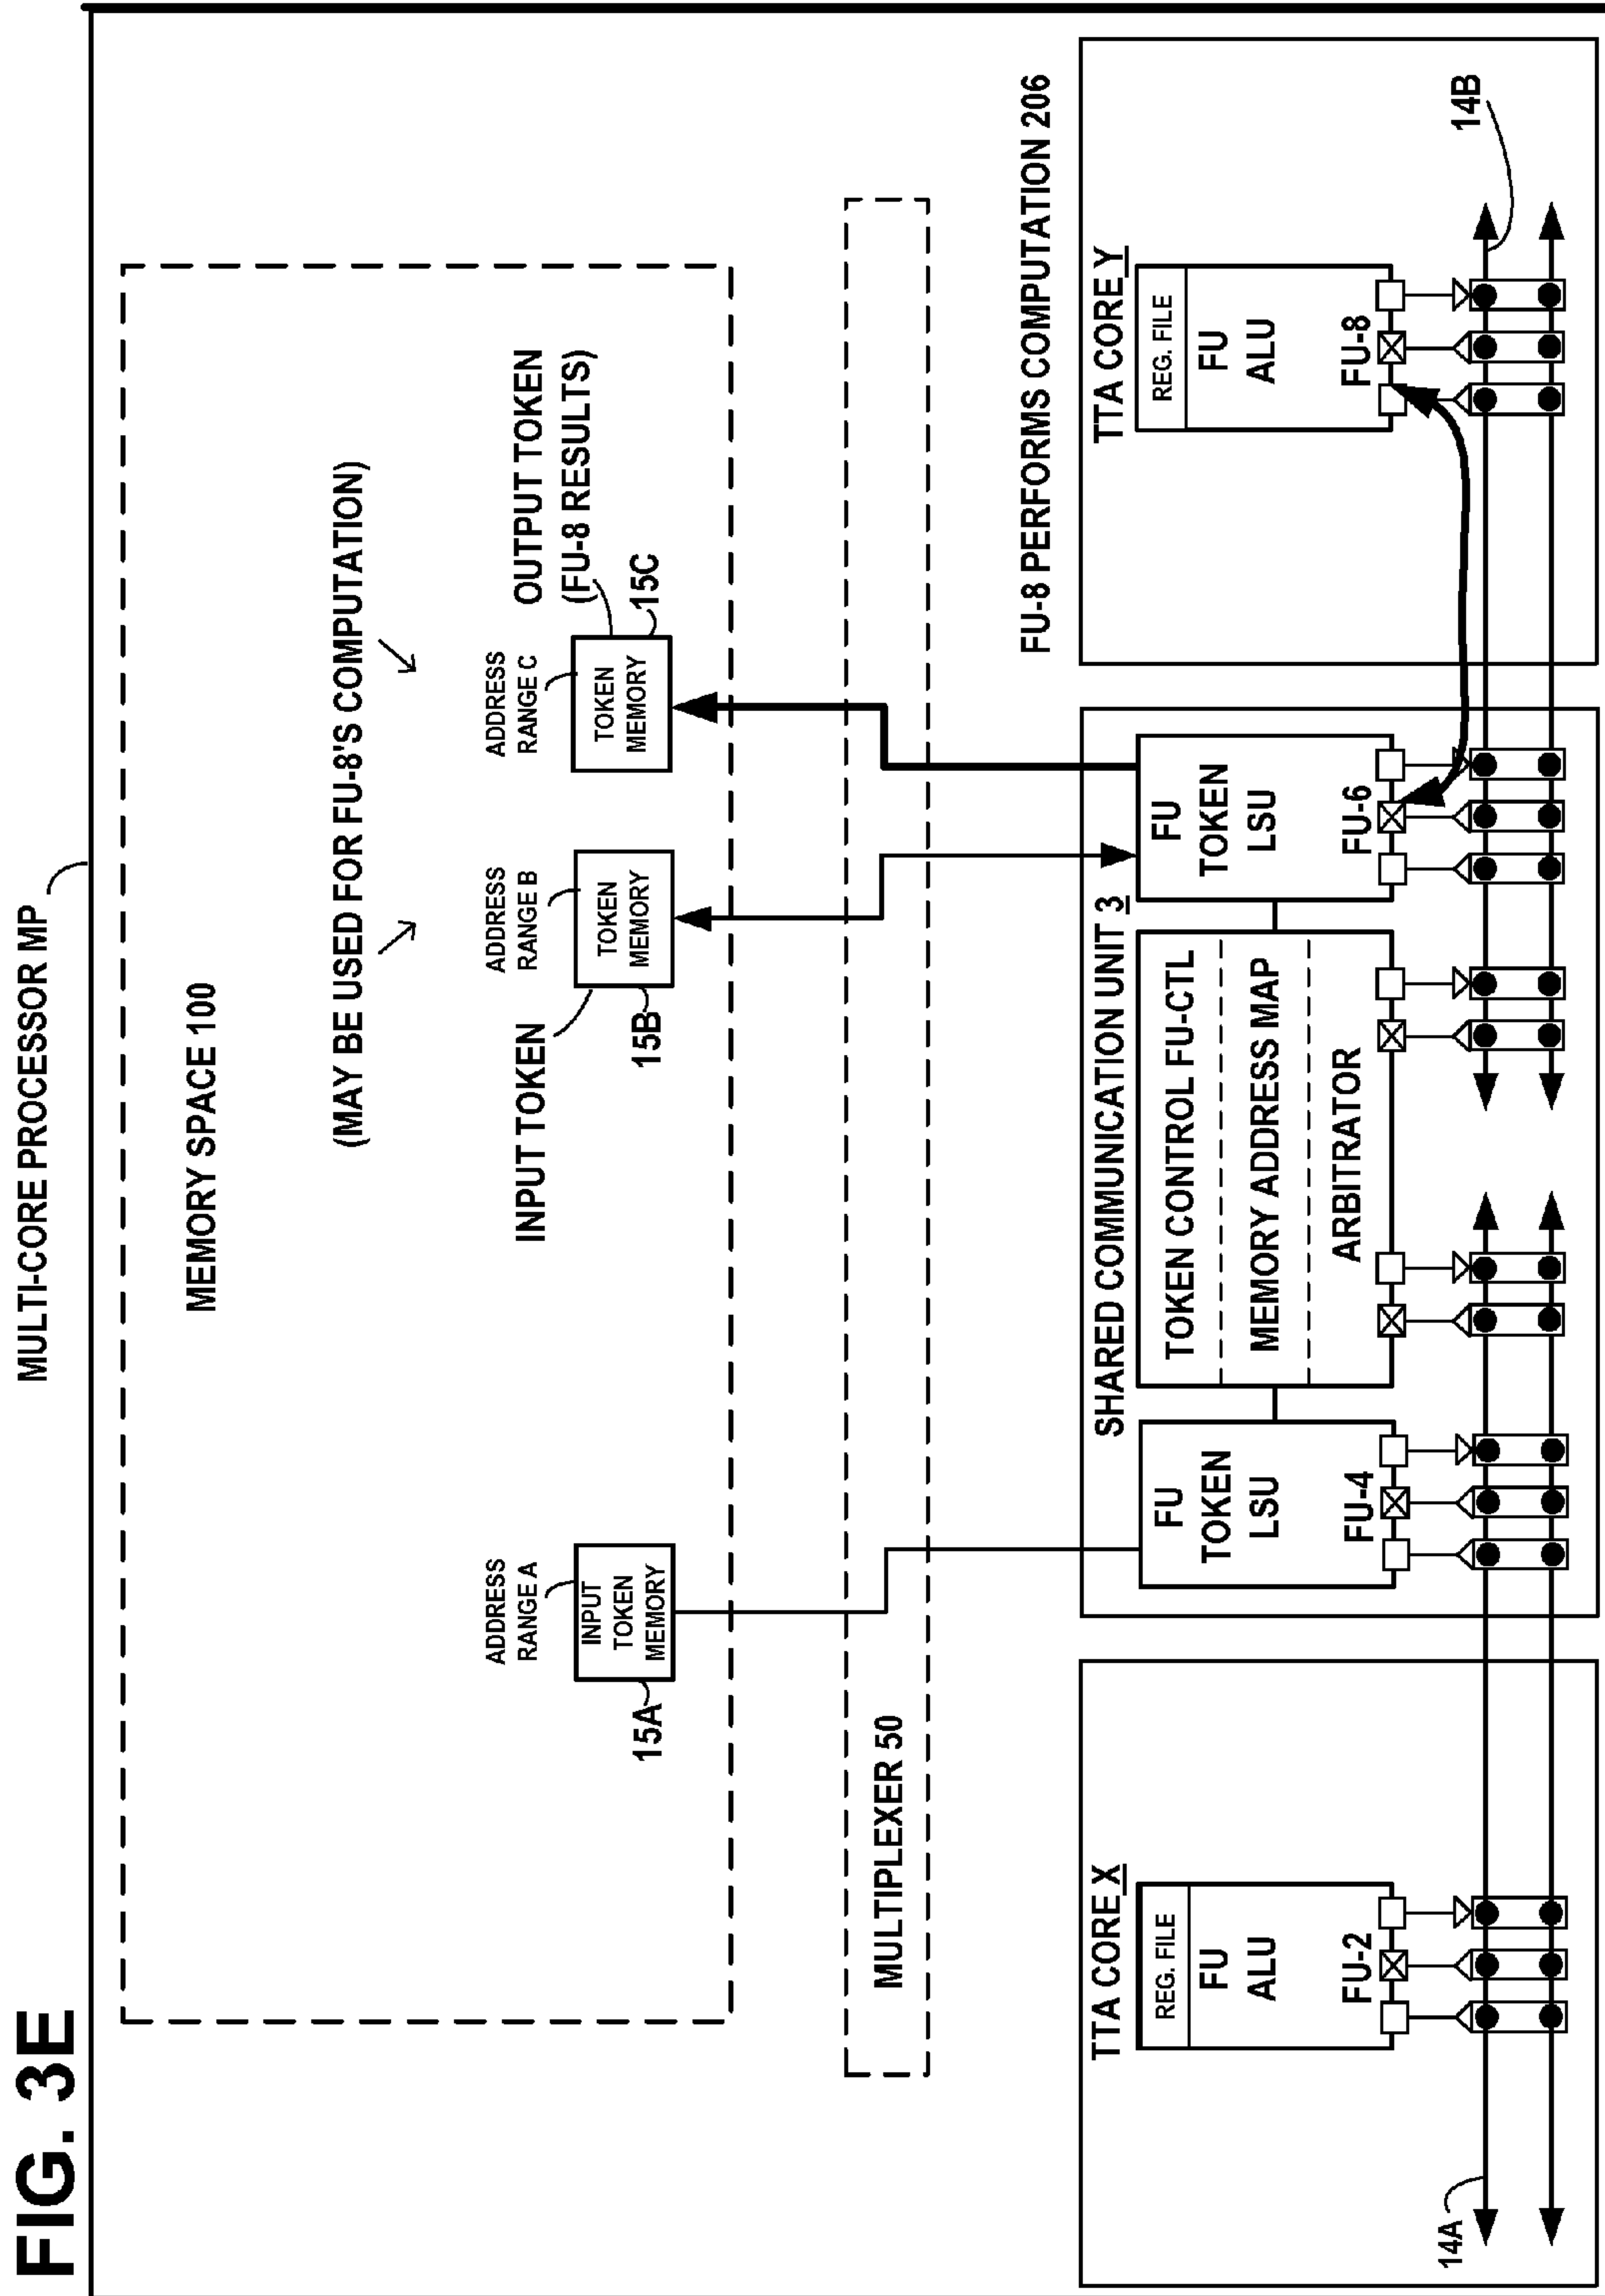 FIG. 3E
MULTI-CORE PROCESSOR MP
MEMORY SPACE 100
(MAY BE USED FOR FU-8'S COMPUTATION)
ADDRESS
RANGE A
INPUT
TOKEN
MEMORY
15A
INPUT TOKEN
ADDRESS
RANGE B
TOKEN
MEMORY
15B
ADDRESS
RANGE C
TOKEN
MEMORY
15C
OUTPUT TOKEN
(FU-8 RESULTS)
MULTIPLEXER 50
FU-8 PERFORMS COMPUTATION 206
TTA CORE X
REG. FILE
FU
ALU
FU-2
14A
SHARED COMMUNICATION UNIT 3
FU
TOKEN
LSU
FU-4
TOKEN CONTROL FU-CTL
MEMORY ADDRESS MAP
ARBITRATOR
FU
TOKEN
LSU
FU-6
TTA CORE Y
REG. FILE
FU
ALU
FU-8
14B